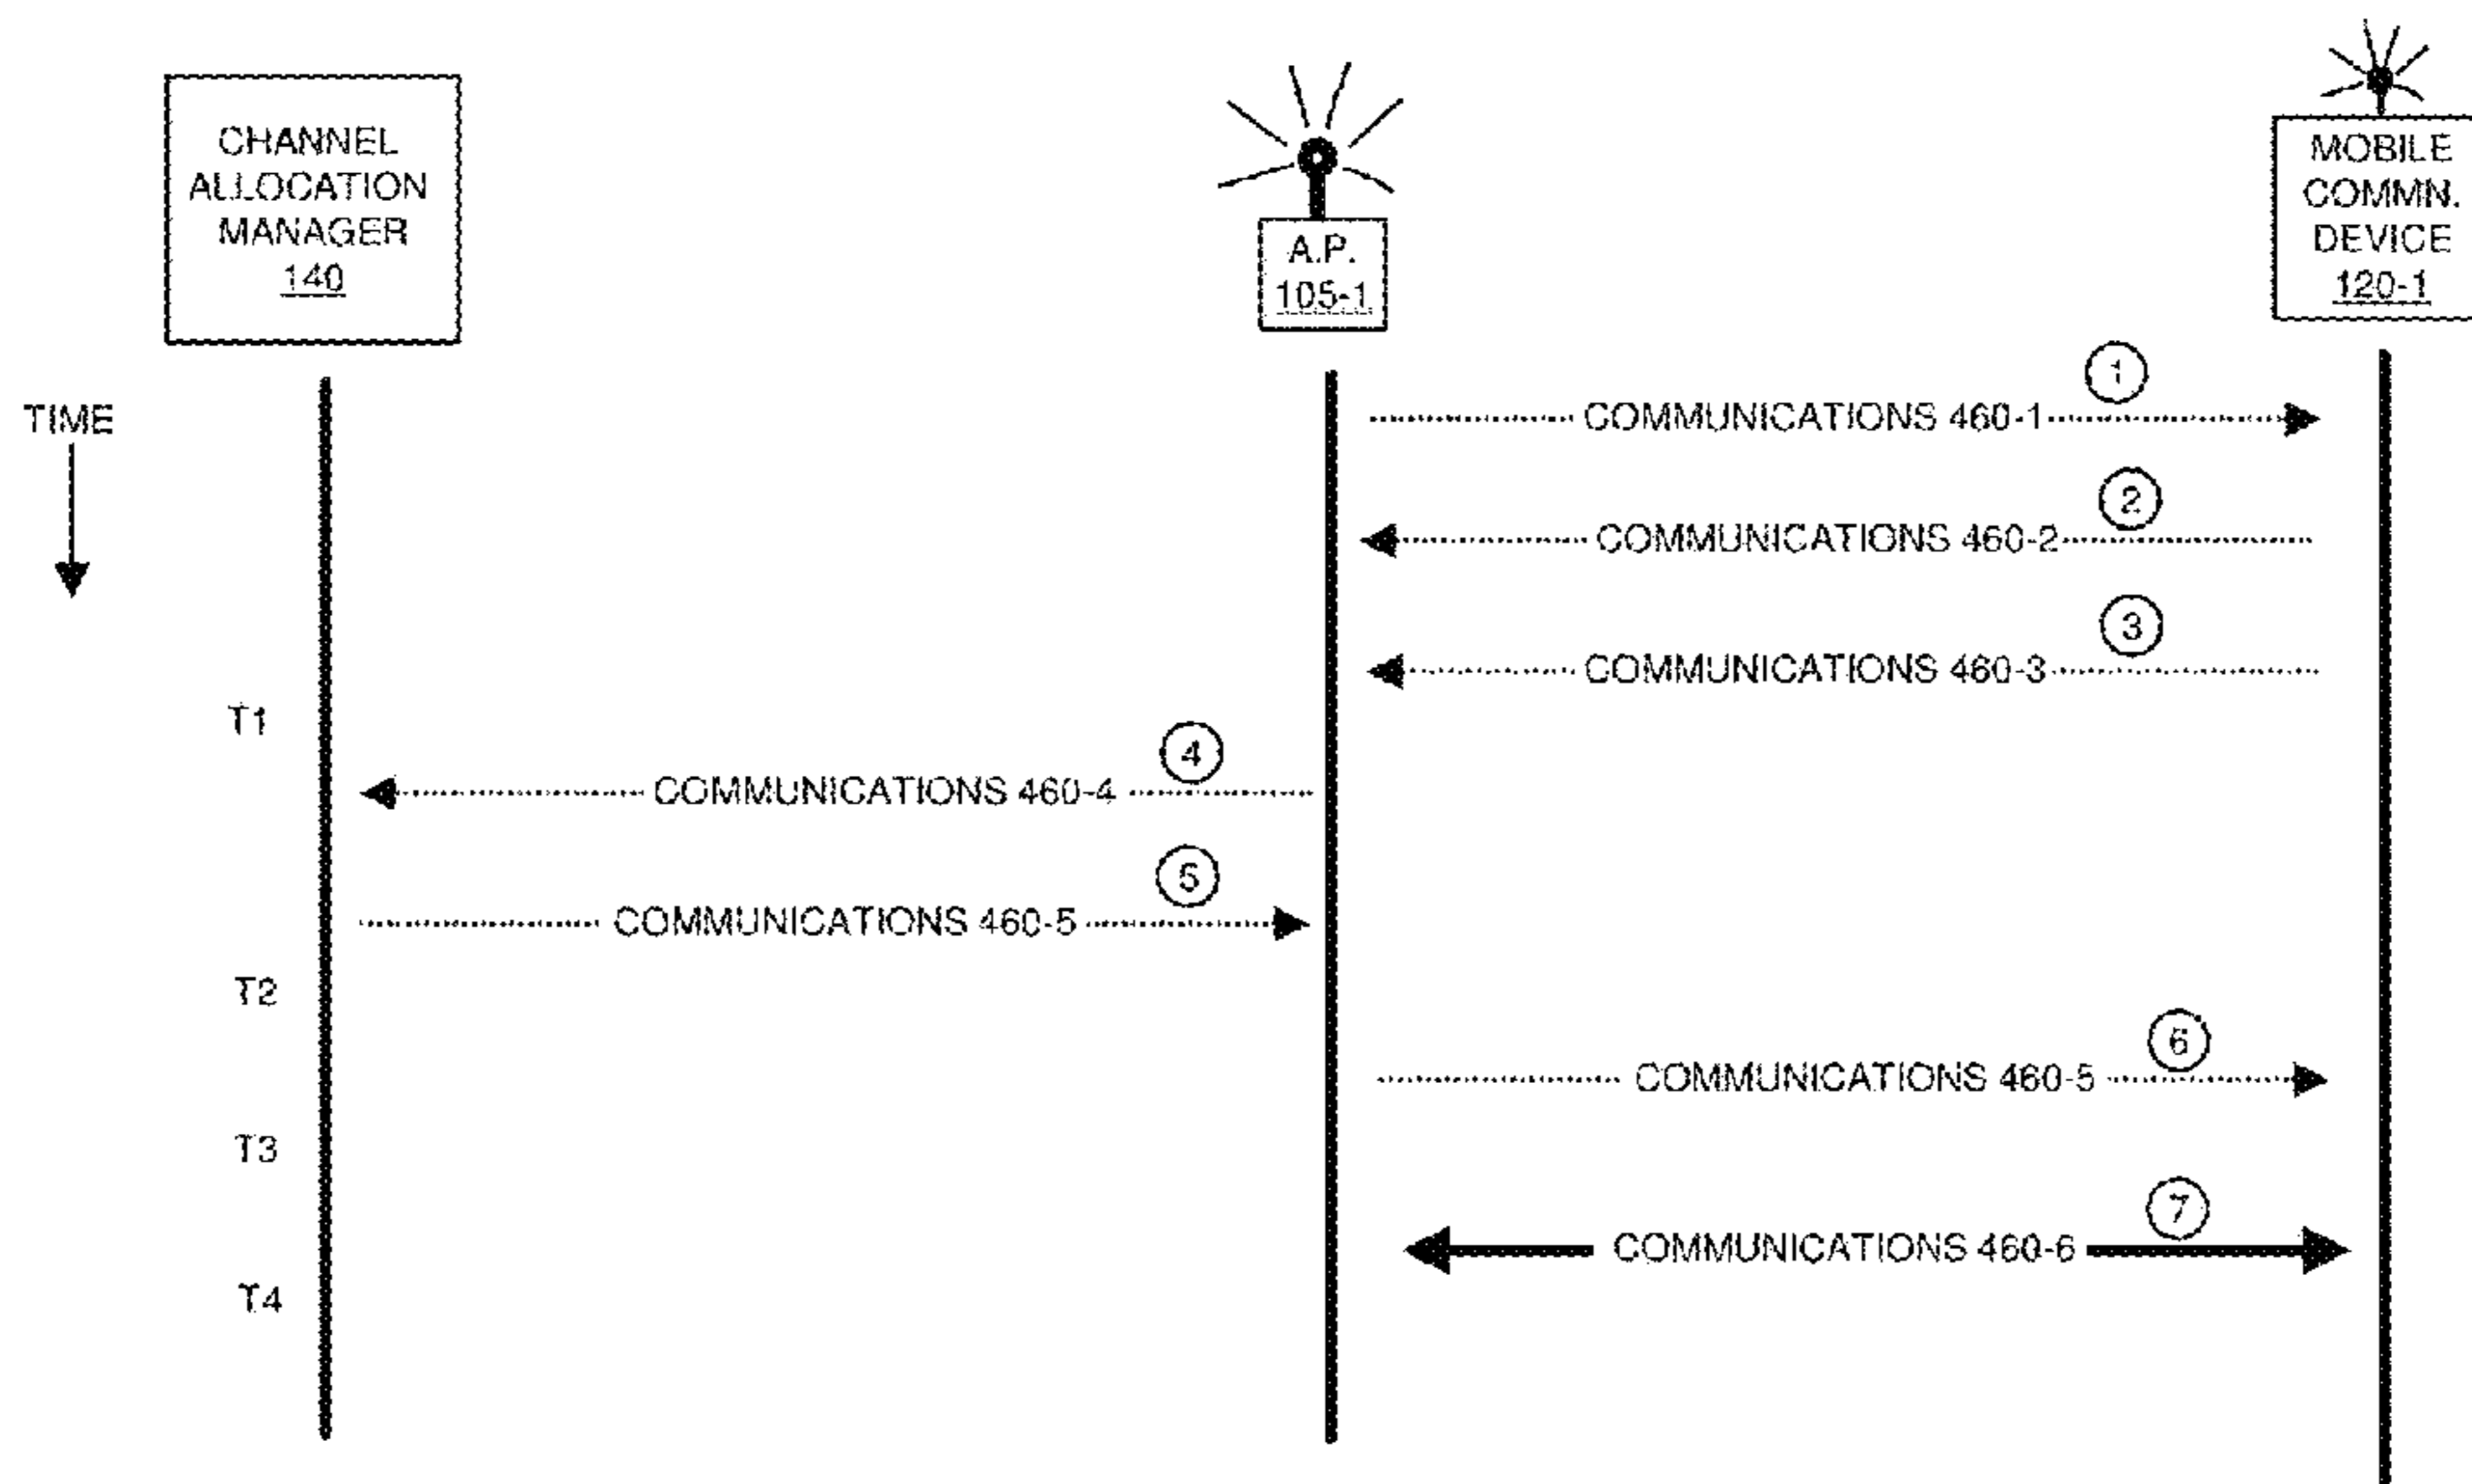 CHANNEL
ALLOCATION
MANAGER
140
A.P.
105-1
MOBILE
COMMN.
DEVICE
120-1
TIME
1
COMMUNICATIONS 460-1
2
COMMUNICATIONS 460-2
3
COMMUNICATIONS 460-3
T1
4
COMMUNICATIONS 460-4
5
COMMUNICATIONS 460-5
T2
6
COMMUNICATIONS 460-5
T3
7
COMMUNICATIONS 460-6
T4